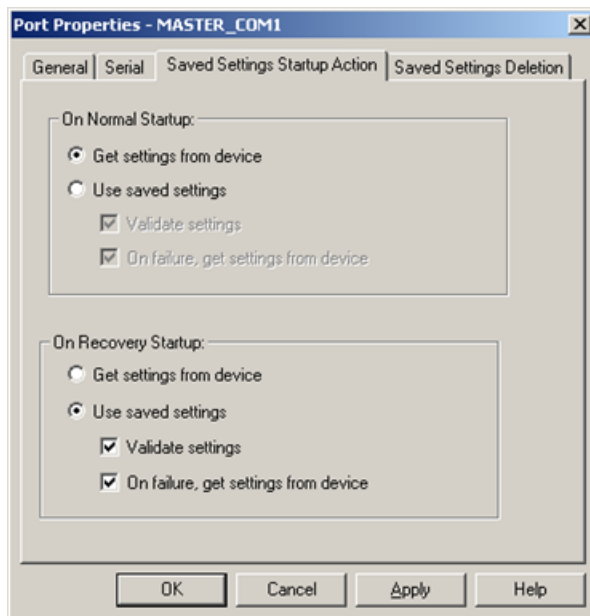 Port Properties - MASTER_COM1
General Serial Saved Settings Startup Action Saved Settings Deletion
On Normal Startup:
Get settings from device
Use saved settings
Validate settings
On failure, get settings from device
On Recovery Startup:
Get settings from device
Use saved settings
Validate settings
On failure, get settings from device
OK Cancel Apply Help